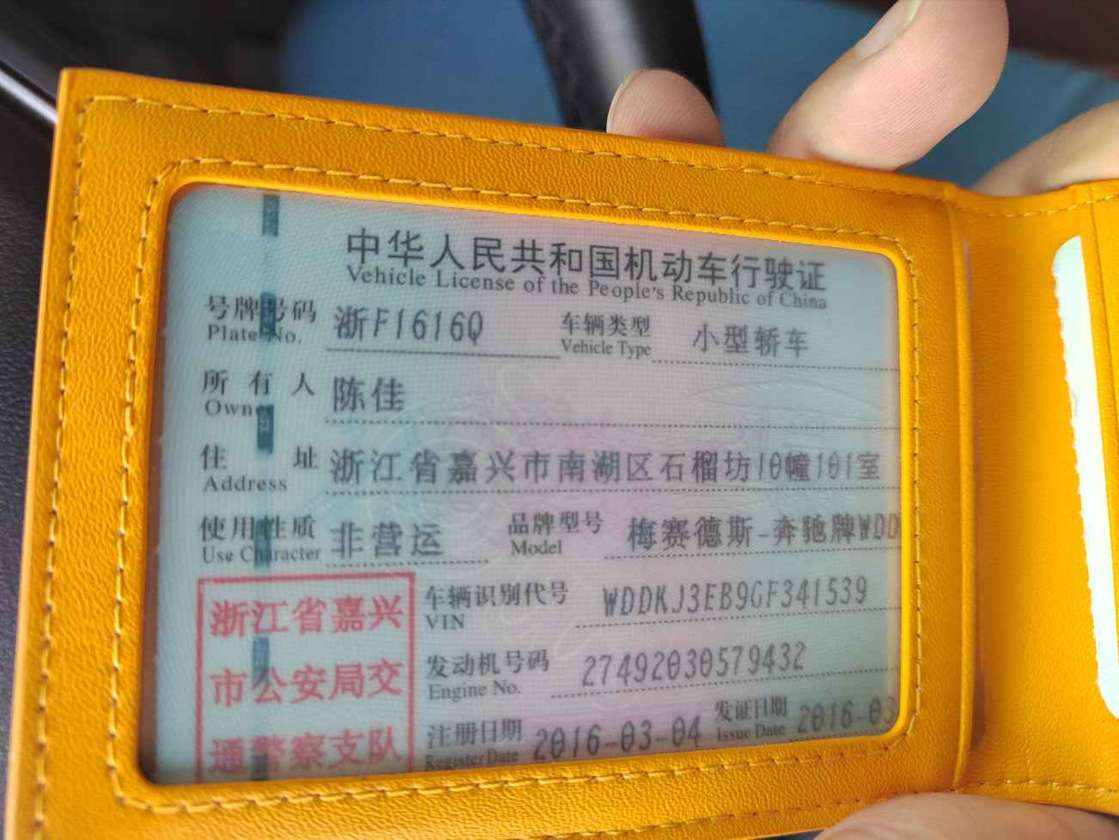 中华人民共和国机动车行驶证
Vehicle License of the People's Republic of China
号牌号码 浙F1616Q 车辆类型 小型轿车
Plate No. Vehicle Type
所有人 陈佳
Owner
住址 浙江省嘉兴市南湖区石榴坊10幢101室
Address
使用性质 非营运 品牌型号 梅赛德斯-奔驰牌WDD
Use Character Model
浙江省嘉兴 车辆识别代号 WDDKJ3EB9GF341539
VIN
市公安局交 发动机号码 27492030579432
Engine No.
通警察支队 注册日期 2016-03-04 发证日期 2016-03
Register Date Issue Date